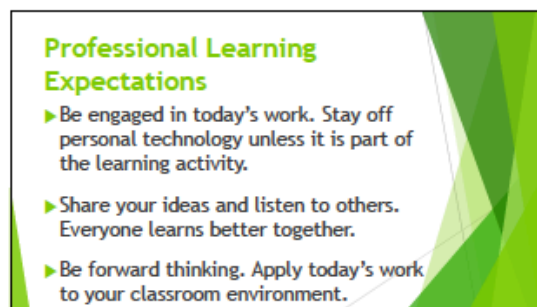 Professional Learning
Expectations
Be engaged in today's work. Stay off
personal technology unless it is part of
the learning activity.
Share your ideas and listen to others.
Everyone learns better together.
Be forward thinking. Apply today's work
to your classroom environment.